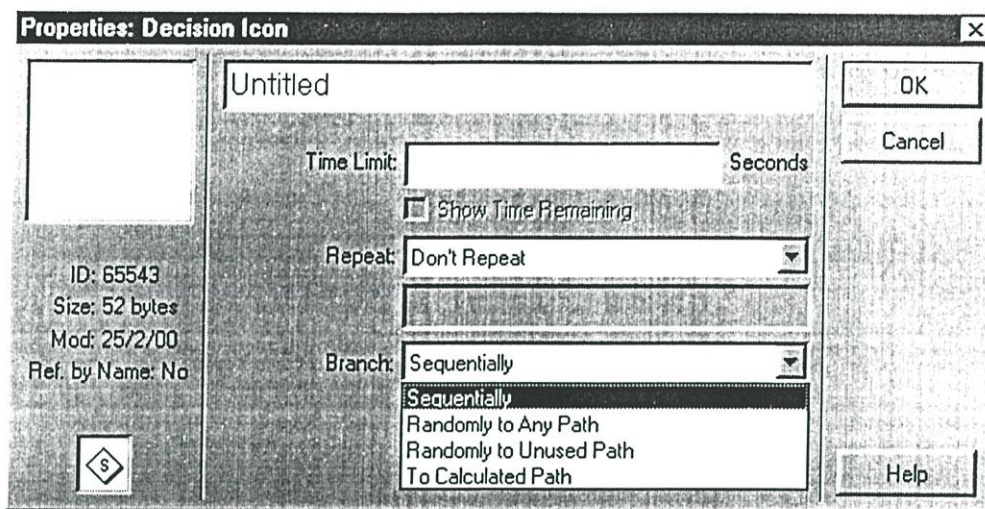 Properties: Decision Icon
Untitled
OK
Cancel
Time Limit: Seconds
Show Time Remaining
Repeat: Don't Repeat
ID: 65543
Size: 52 bytes
Mod: 25/2/00
Ref. by Name: No
Branch: Sequentially
Sequentially
Randomly to Any Path
Randomly to Unused Path
To Calculated Path
S
Help